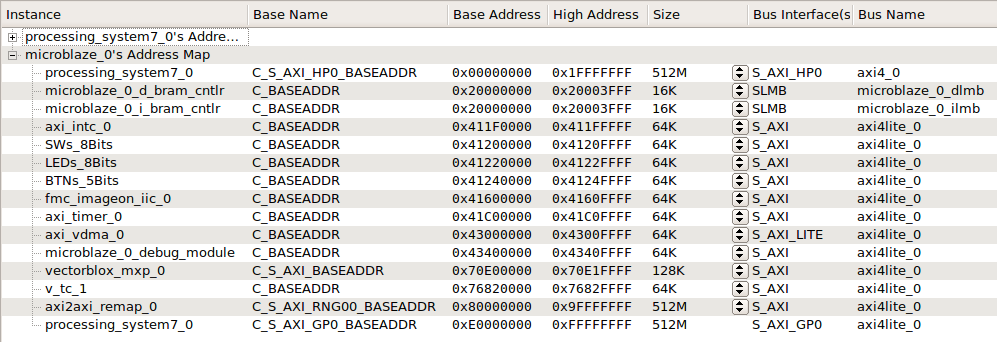 Instance Base Name Base Address High Address Size Bus Interface(s Bus Name
processing_system7_0's Addre...
microblaze_0's Address Map
processing_system7_0 C_S_AXI_HP0_BASEADDR 0x00000000 0x1FFFFFFF 512M S_AXI_HP0 axi4_0
microblaze_0_d_bram_cntlr C_BASEADDR 0x20000000 0x20003FFF 16K SLMB microblaze_0_dlmb
microblaze_0_i_bram_cntlr C_BASEADDR 0x20000000 0x20003FFF 16K SLMB microblaze_0_ilmb
axi_intc_0 C_BASEADDR 0x411F0000 0x411FFFFF 64K S_AXI axi4lite_0
SWs_8Bits C_BASEADDR 0x41200000 0x4120FFFF 64K S_AXI axi4lite_0
LEDs_8Bits C_BASEADDR 0x41220000 0x4122FFFF 64K S_AXI axi4lite_0
BTNs_5Bits C_BASEADDR 0x41240000 0x4124FFFF 64K S_AXI axi4lite_0
fmc_imageon_iic_0 C_BASEADDR 0x41600000 0x4160FFFF 64K S_AXI axi4lite_0
axi_timer_0 C_BASEADDR 0x41C00000 0x41C0FFFF 64K S_AXI axi4lite_0
axi_vdma_0 C_BASEADDR 0x43000000 0x4300FFFF 64K S_AXI_LITE axi4lite_0
microblaze_0_debug_module C_BASEADDR 0x43400000 0x4340FFFF 64K S_AXI axi4lite_0
vectorblox_mxp_0 C_S_AXI_BASEADDR 0x70E00000 0x70E1FFFF 128K S_AXI axi4lite_0
v_tc_1 C_BASEADDR 0x76820000 0x7682FFFF 64K S_AXI axi4lite_0
axi2axi_remap_0 C_S_AXI_RNG00_BASEADDR 0x80000000 0x9FFFFFFF 512M S_AXI axi4lite_0
processing_system7_0 C_S_AXI_GP0_BASEADDR 0xE0000000 0xFFFFFFFF 512M S_AXI_GP0 axi4lite_0